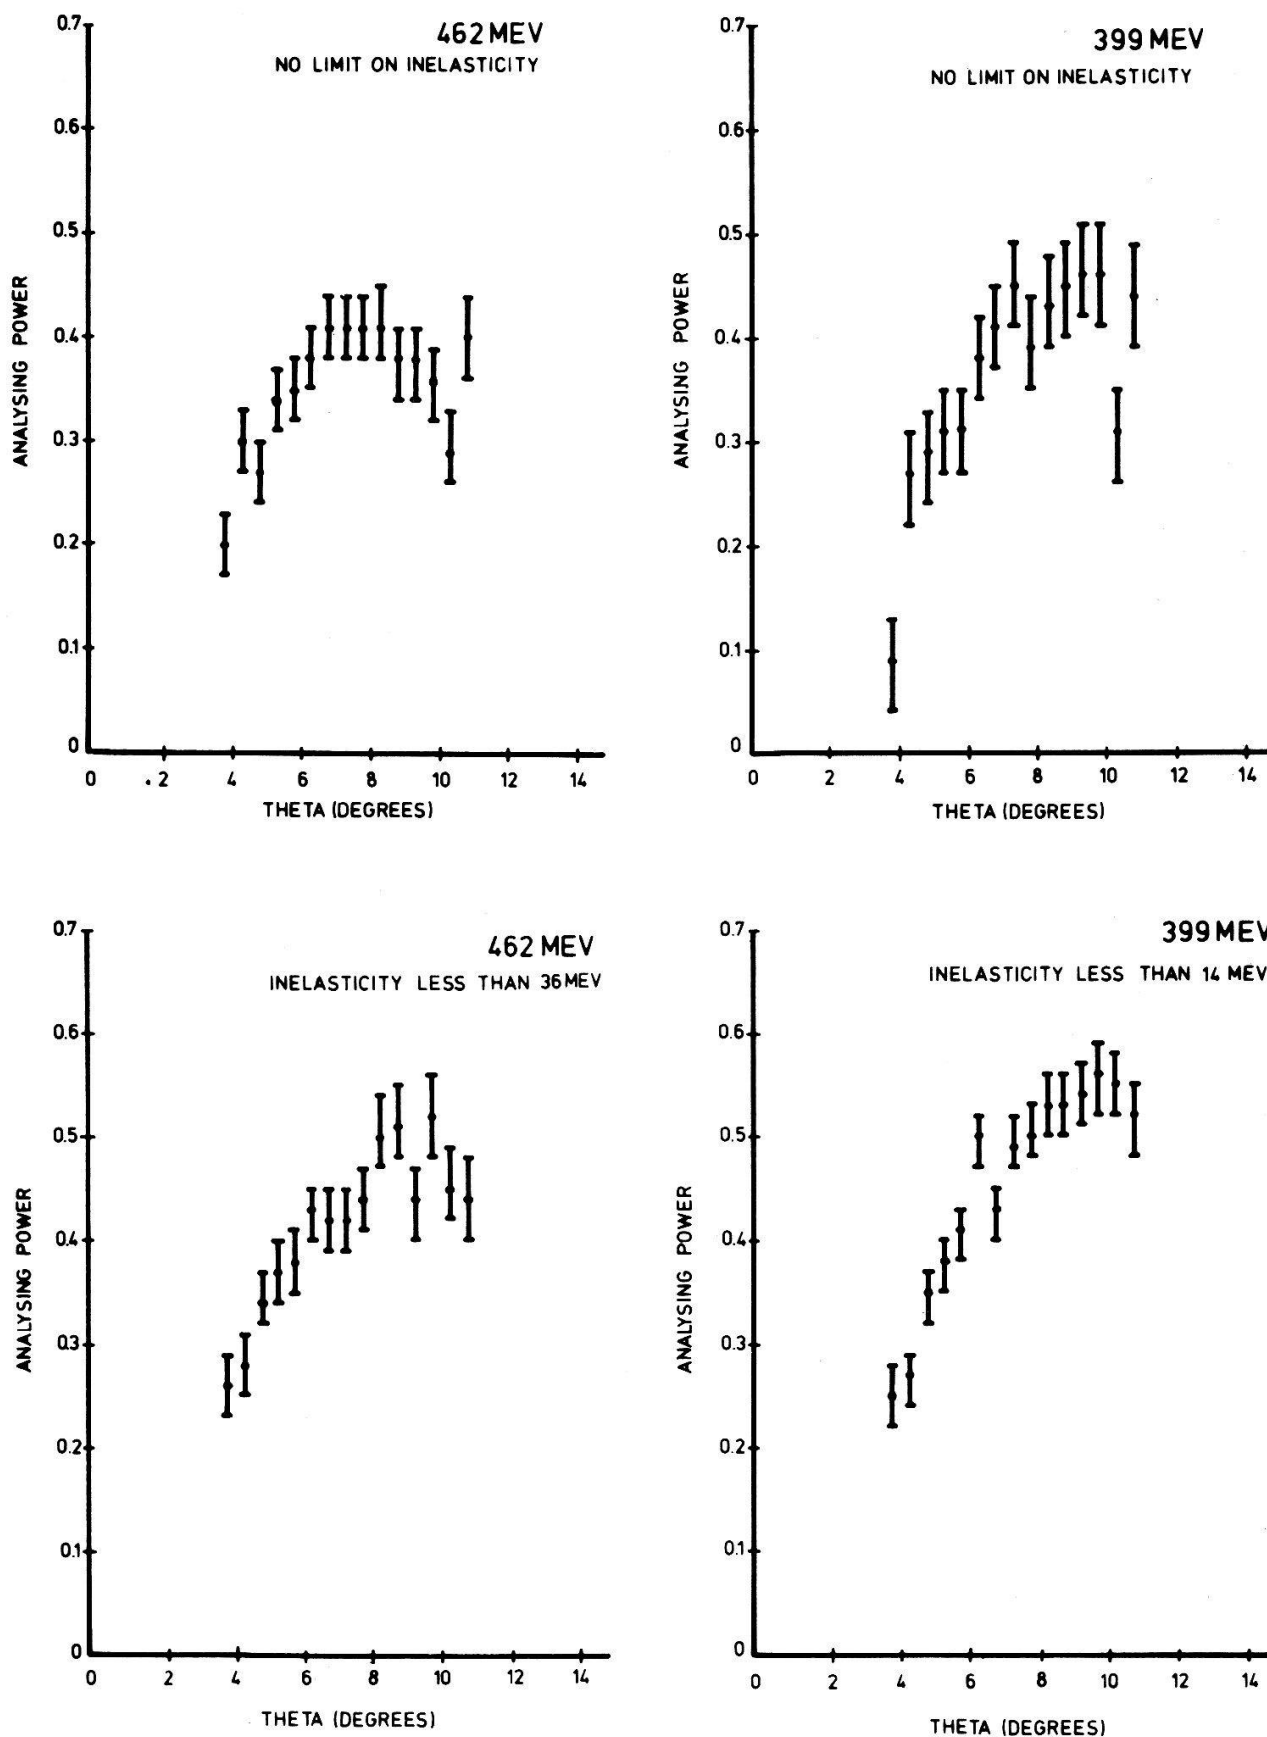 462 MEV
NO LIMIT ON INELASTICITY
0.7
0.6
0.5
0.4
0.3
0.2
0.1
0
ANALYSING POWER
0 2 4 6 8 10 12 14
THETA (DEGREES)
399 MEV
NO LIMIT ON INELASTICITY
0.7
0.6
0.5
0.4
0.3
0.2
0.1
0
ANALYSING POWER
0 2 4 6 8 10 12 14
THETA (DEGREES)
462 MEV
INELASTICITY LESS THAN 36 MEV
0.7
0.6
0.5
0.4
0.3
0.2
0.1
0
ANALYSING POWER
0 2 4 6 8 10 12 14
THETA (DEGREES)
399 MEV
INELASTICITY LESS THAN 14 MEV
0.7
0.6
0.5
0.4
0.3
0.2
0.1
0
ANALYSING POWER
0 2 4 6 8 10 12 14
THETA (DEGREES)